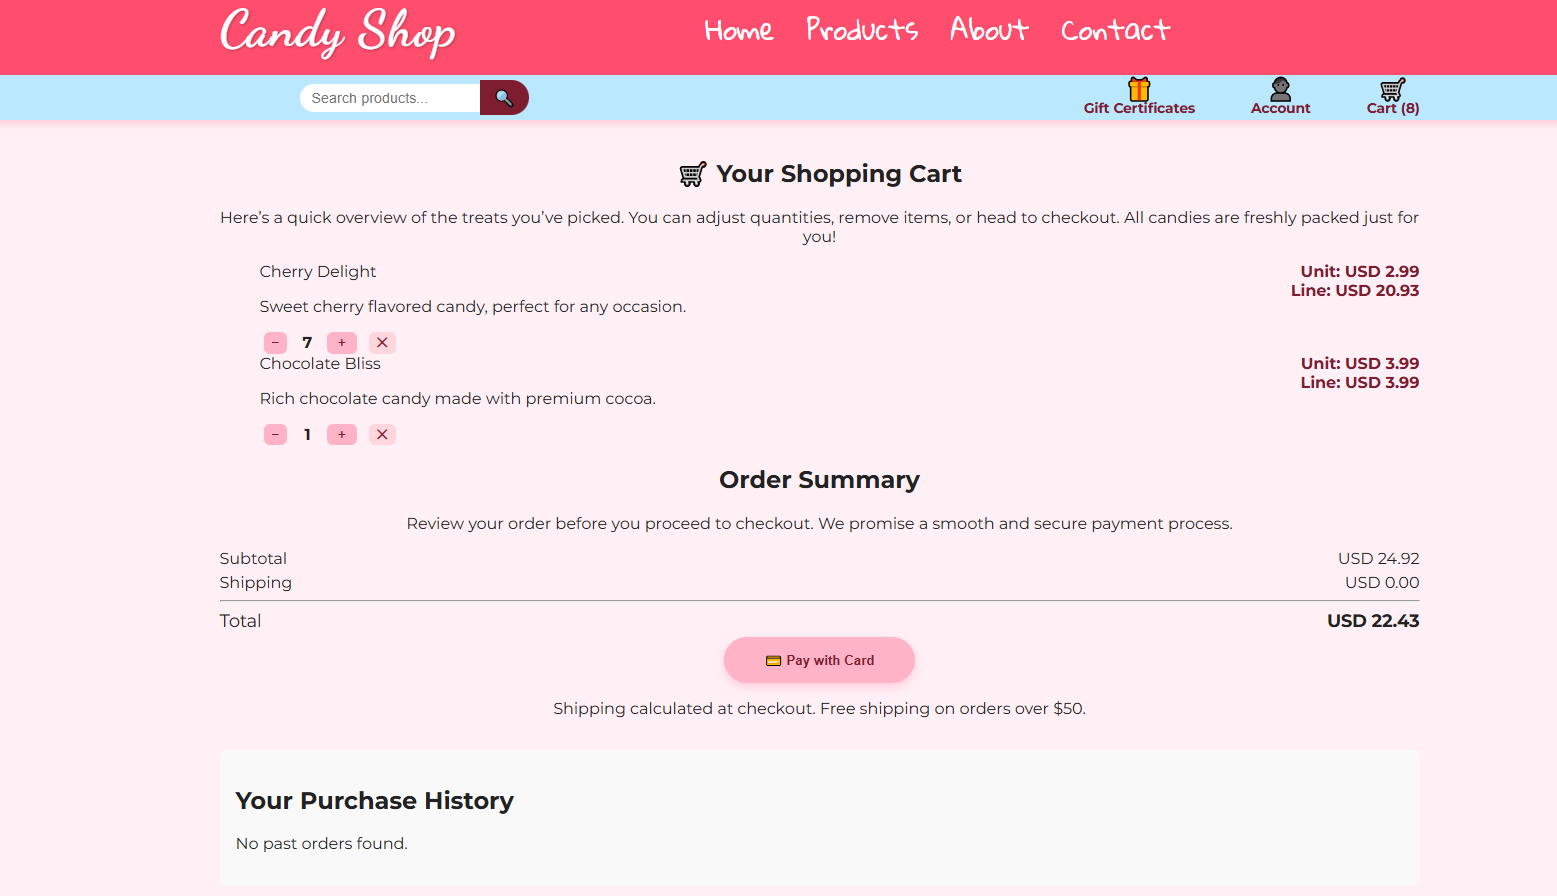 Candy Shop
Home Products About Contact
Search products...
Gift Certificates
Account
Cart (8)
Your Shopping Cart
Here’s a quick overview of the treats you’ve picked. You can adjust quantities, remove items, or head to checkout. All candies are freshly packed just for
you!
Cherry Delight
Unit: USD 2.99
Line: USD 20.93
Sweet cherry flavored candy, perfect for any occasion.
− 7 + ✕
Chocolate Bliss
Unit: USD 3.99
Line: USD 3.99
Rich chocolate candy made with premium cocoa.
− 1 + ✕
Order Summary
Review your order before you proceed to checkout. We promise a smooth and secure payment process.
Subtotal USD 24.92
Shipping USD 0.00
Total USD 22.43
Pay with Card
Shipping calculated at checkout. Free shipping on orders over $50.
Your Purchase History
No past orders found.